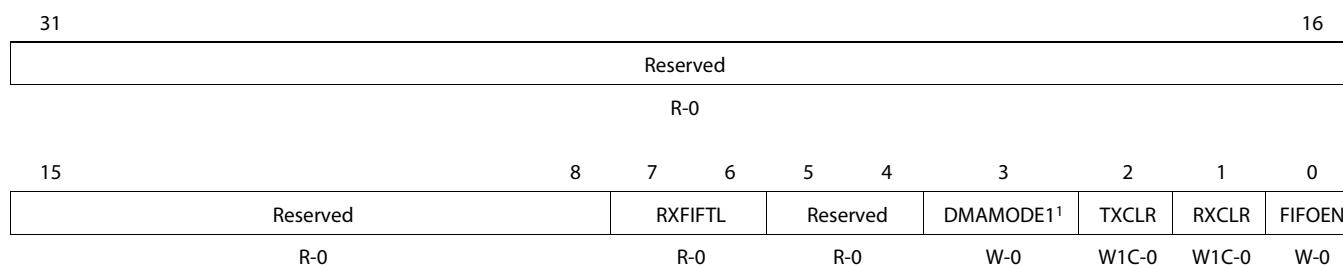 31 16
Reserved
R-0
15 8 7 6 5 4 3 2 1 0
Reserved RXFIFTL Reserved DMAMODE1¹ TXCLR RXCLR FIFOEN
R-0 R-0 R-0 W-0 W1C-0 W1C-0 W-0